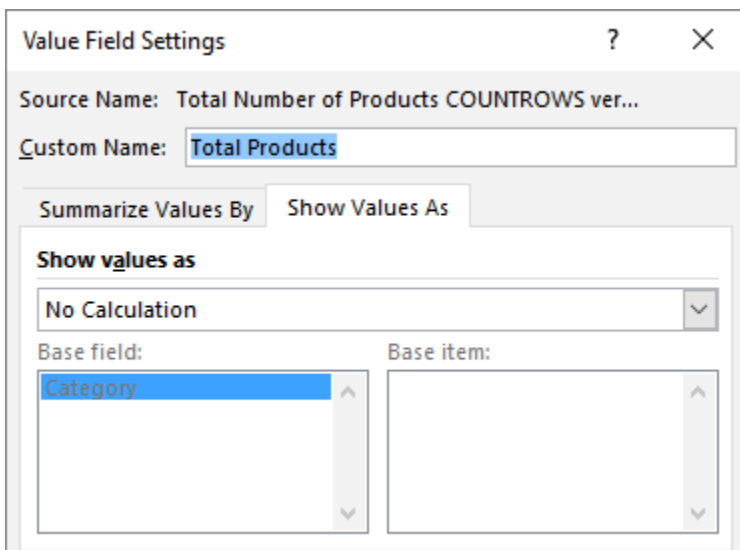 Value Field Settings ?
Source Name: Total Number of Products COUNTROWS ver...
Custom Name: Total Products
Summarize Values By Show Values As
Show values as
No Calculation
Base field: Base item:
Category